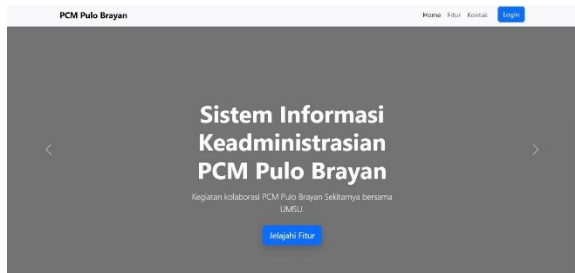 PCM Pulo Brayan
Home Fitur Kontak Login
Sistem Informasi
Keadministrasian
PCM Pulo Brayan
Kegiatan kolaborasi PCM Pulo Brayan Sekitarnya bersama
UMSU.
Jelajahi Fitur